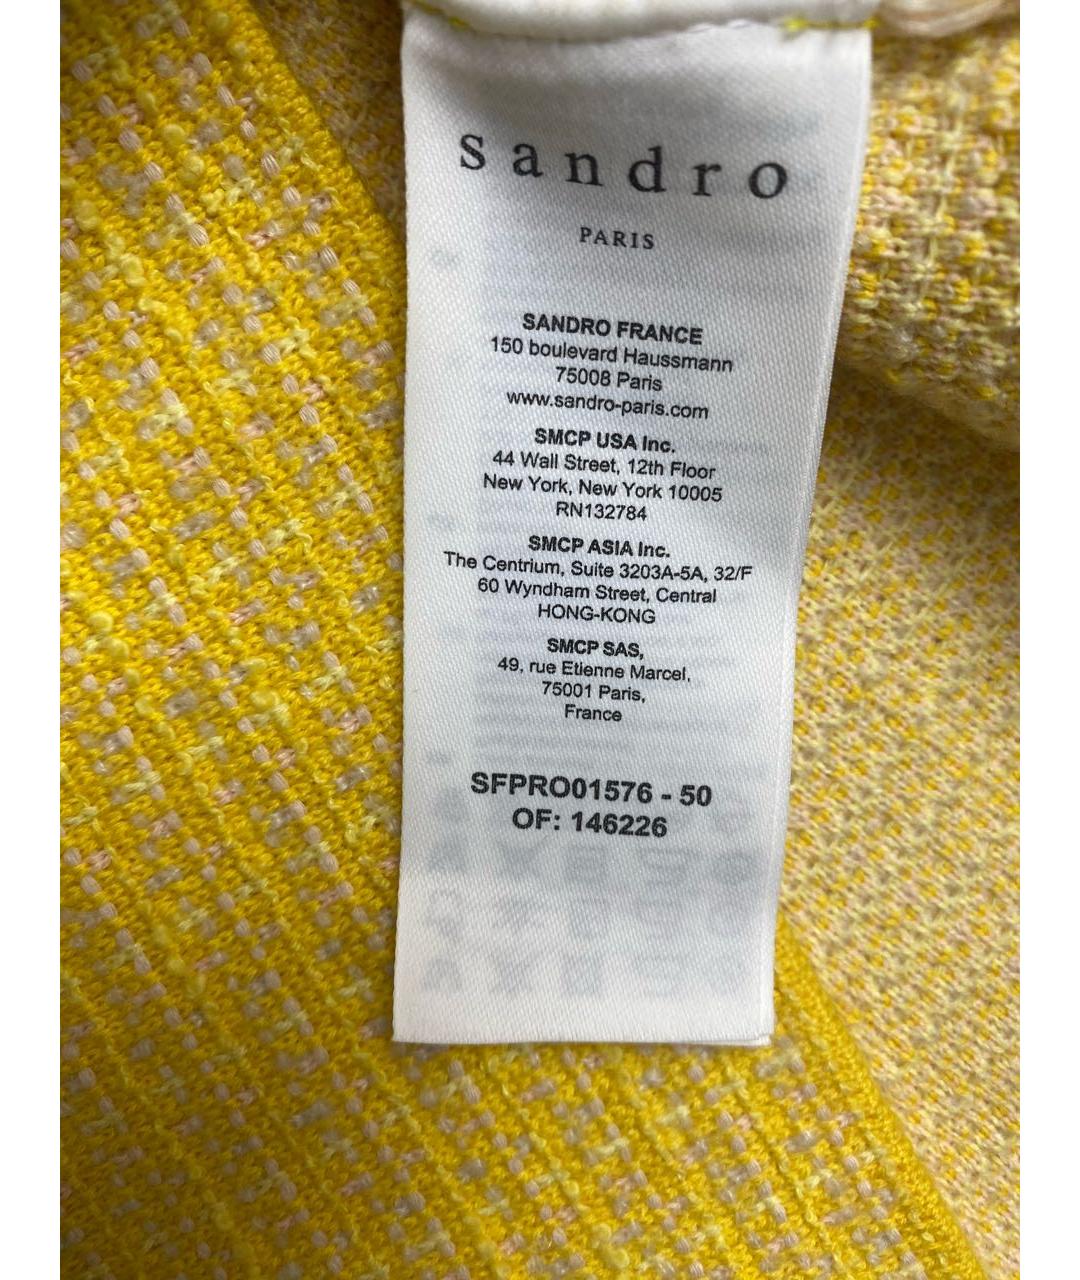 sandro
PARIS
SANDRO FRANCE
150 boulevard Haussmann
75008 Paris
www.sandro-paris.com
SMCP USA Inc.
44 Wall Street, 12th Floor
New York, New York 10005
RN132784
SMCP ASIA Inc.
The Centrium, Suite 3203A-5A, 32/F
60 Wyndham Street, Central
HONG-KONG
SMCP SAS,
49, rue Etienne Marcel,
75001 Paris,
France
SFPRO01576 - 50
OF: 146226